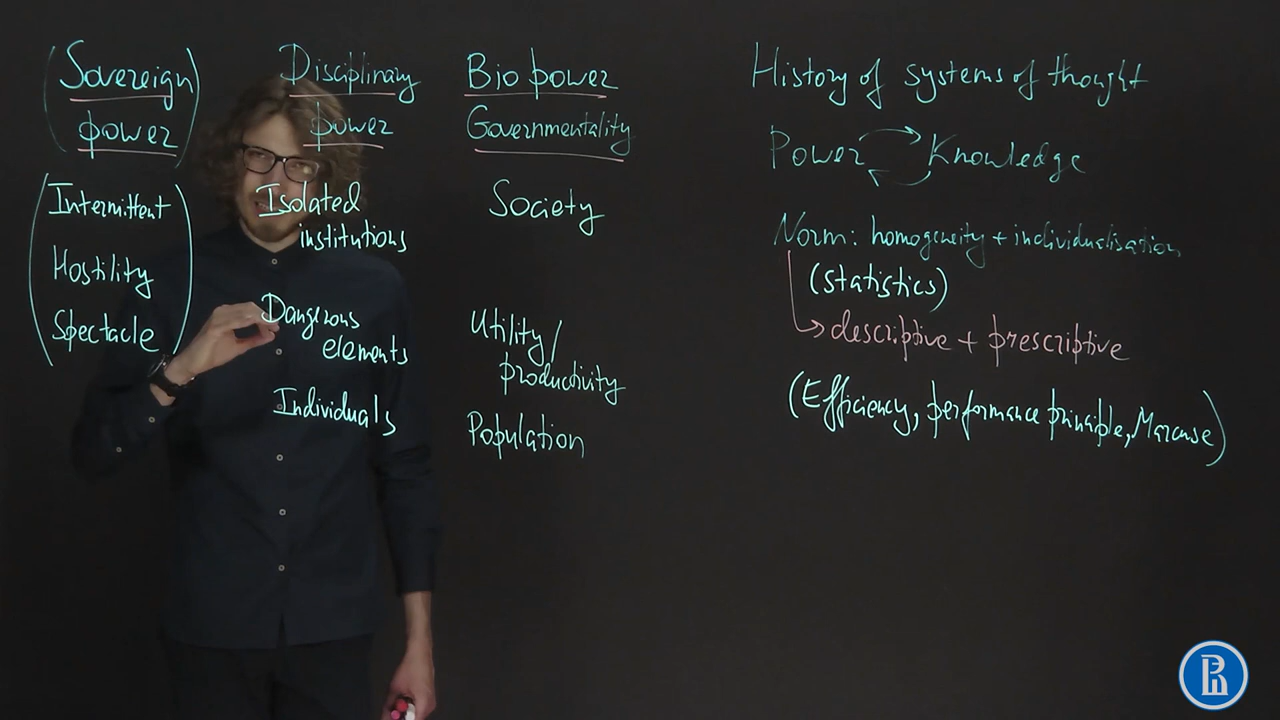 (Sovereign
power)
(Intermittent
Hostility
Spectacle)
Disciplinary
power
Isolated
institutions
Dangerous
elements
Individuals
Bio power
Governmentality
Society
Utility/
productivity
Population
History of systems of thought
Power Knowledge
Norm: homogeneity + individualisation
(statistics)
descriptive + prescriptive
(Efficiency, performance principle, Marcuse)